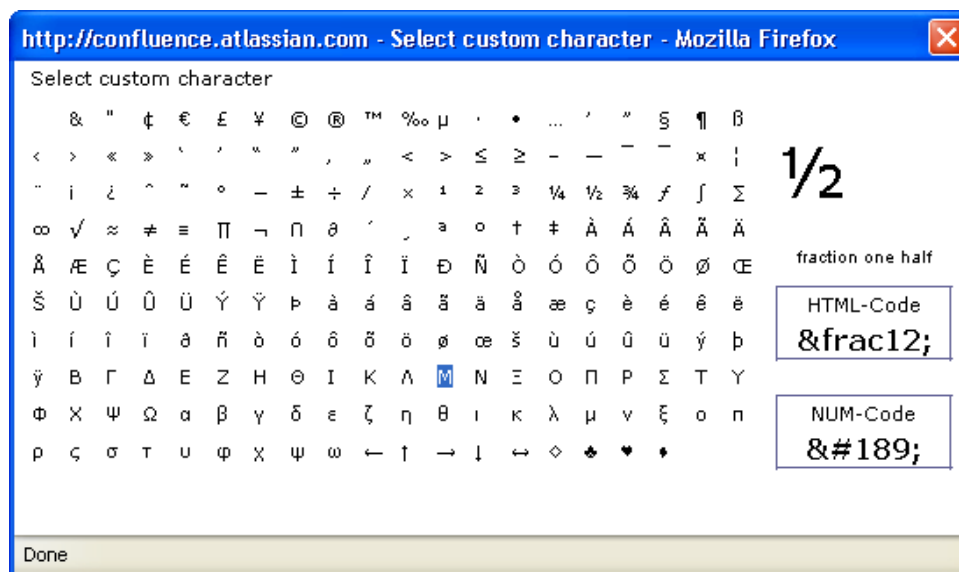 http://confluence.atlassian.com - Select custom character - Mozilla Firefox
Select custom character
& " ¢ € £ ¥ © ® ™ ‰ µ · • … ′ ″ § ¶ ß
‹ › « » ‘ ’ “ ” ‚ „ < > ≤ ≥ – — ¯ ‾ ¤ ¦
¨ ¡ ¿ ˆ ˜ ° − ± ÷ ⁄ × ¹ ² ³ ¼ ½ ¾ ƒ ∫ ∑
∞ √ ≈ ≠ ≡ ∏ ¬ ∩ ∂ ´ ¸ ª º † ‡ À Á Â Ã Ä
Å Æ Ç È É Ê Ë Ì Í Î Ï Ð Ñ Ò Ó Ô Õ Ö Ø Œ
Š Ù Ú Û Ü Ý Ÿ Þ à á â ã ä å æ ç è é ê ë
ì í î ï ð ñ ò ó ô õ ö ø œ š ù ú û ü ý þ
ÿ Β Γ Δ Ε Ζ Η Θ Ι Κ Λ Μ Ν Ξ Ο Π Ρ Σ Τ Υ
Φ Χ Ψ Ω α β γ δ ε ζ η θ ι κ λ μ ν ξ ο π
ρ ς σ τ υ φ χ ψ ω ← ↑ → ↓ ↔ ◊ ♣ ♥ ♦
½
fraction one half
HTML-Code
&frac12;
NUM-Code
&#189;
Done